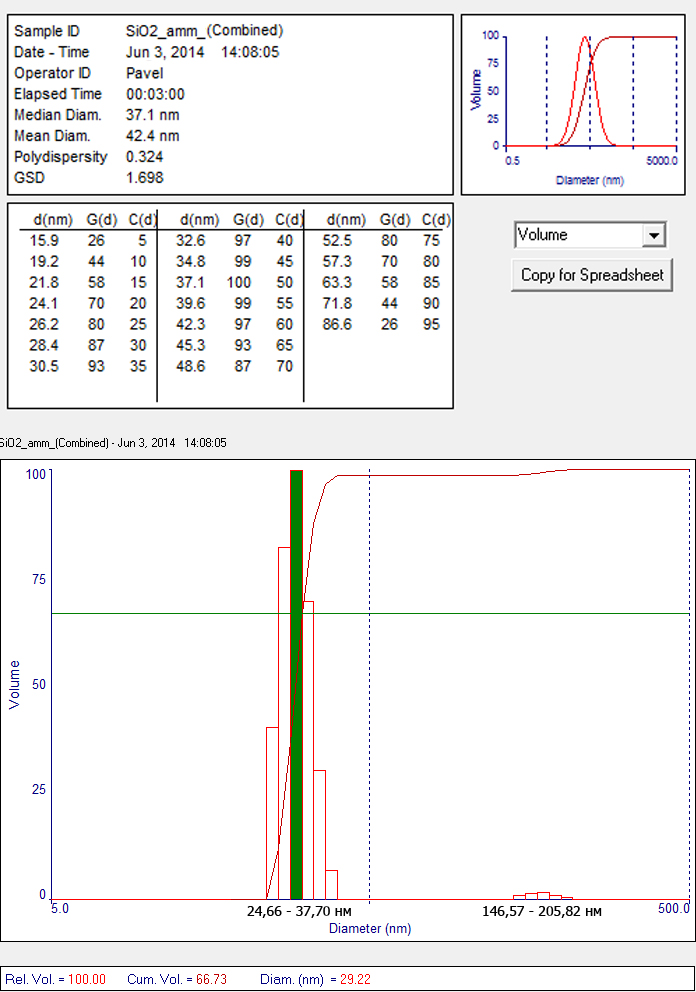 Sample ID SiO2_amm_(Combined)
Date - Time Jun 3, 2014 14:08:05
Operator ID Pavel
Elapsed Time 00:03:00
Median Diam. 37.1 nm
Mean Diam. 42.4 nm
Polydispersity 0.324
GSD 1.698
100
75
50
25
0
Volume
0.5 5000.0
Diameter (nm)
d(nm) G(d) C(d) d(nm) G(d) C(d) d(nm) G(d) C(d)
15.9 26 5 32.6 97 40 52.5 80 75
19.2 44 10 34.8 99 45 57.3 70 80
21.8 58 15 37.1 100 50 63.3 58 85
24.1 70 20 39.6 99 55 71.8 44 90
26.2 80 25 42.3 97 60 86.6 26 95
28.4 87 30 45.3 93 65
30.5 93 35 48.6 87 70
Volume
Copy for Spreadsheet
SiO2_amm_(Combined) - Jun 3, 2014 14:08:05
100
75
50
25
0
Volume
5.0 24,66 - 37,70 нм 146,57 - 205,82 нм 500.0
Diameter (nm)
Rel. Vol. = 100.00 Cum. Vol. = 66.73 Diam. (nm) = 29.22